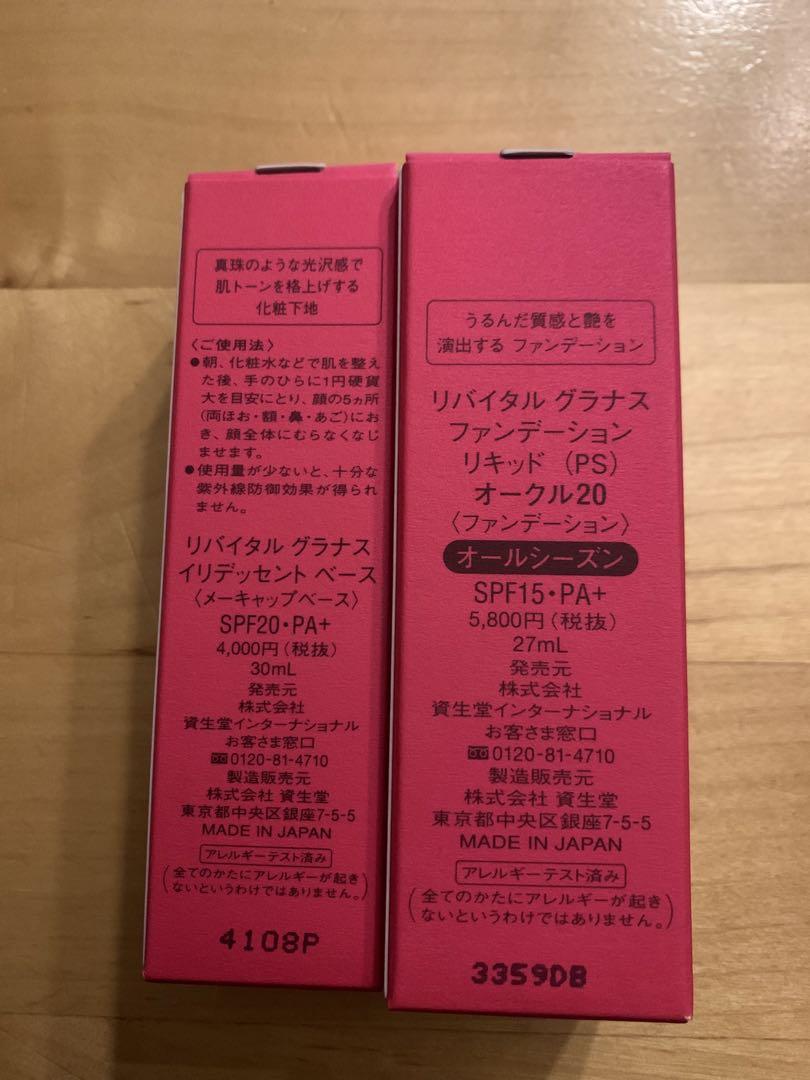 真珠のような光沢感で
肌トーンを格上げする
化粧下地
〈ご使用法〉
●朝、化粧水などで肌を整え
た後、手のひらに1円硬貨
大を目安にとり、顔の5ヵ所
(両ほお・額・鼻・あご)にお
き、顔全体にむらなくなじ
ませます。
●使用量が少ないと、十分な
紫外線防御効果が得られ
ません。
リバイタル グラナス
イリデッセント ベース
〈メーキャップベース〉
SPF20・PA+
4,000円(税抜)
30mL
発売元
株式会社
資生堂インターナショナル
お客さま窓口
0120-81-4710
製造販売元
株式会社 資生堂
東京都中央区銀座7-5-5
MADE IN JAPAN
アレルギーテスト済み
(全てのかたにアレルギーが起き
ないというわけではありません。)
4108P
うるんだ質感と艶を
演出する ファンデーション
リバイタル グラナス
ファンデーション
リキッド (PS)
オークル20
〈ファンデーション〉
オールシーズン
SPF15・PA+
5,800円(税抜)
27mL
発売元
株式会社
資生堂インターナショナル
お客さま窓口
0120-81-4710
製造販売元
株式会社 資生堂
東京都中央区銀座7-5-5
MADE IN JAPAN
アレルギーテスト済み
(全てのかたにアレルギーが起き
ないというわけではありません。)
3359DB